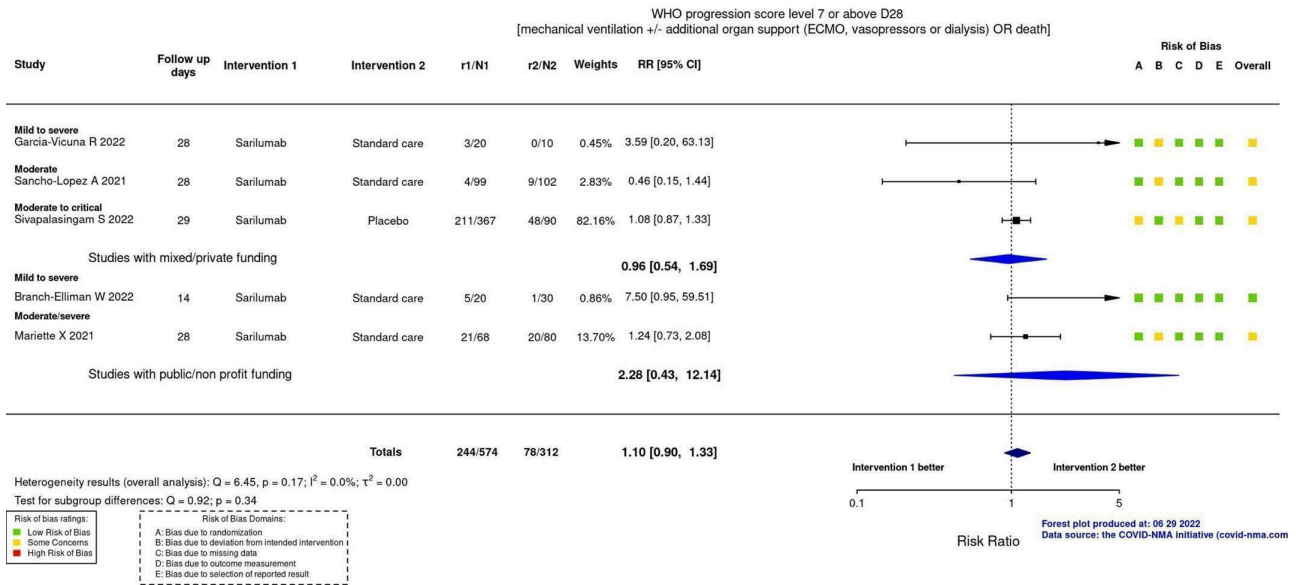 WHO progression score level 7 or above D28
[mechanical ventilation +/- additional organ support (ECMO, vasopressors or dialysis) OR death]
Risk of Bias
Study Follow up days Intervention 1 Intervention 2 r1/N1 r2/N2 Weights RR [95% CI] A B C D E Overall
Mild to severe
Garcia-Vicuna R 2022 28 Sarilumab Standard care 3/20 0/10 0.45% 3.59 [0.20, 63.13]
Moderate
Sancho-Lopez A 2021 28 Sarilumab Standard care 4/99 9/102 2.83% 0.46 [0.15, 1.44]
Moderate to critical
Sivapalasingam S 2022 29 Sarilumab Placebo 211/367 48/90 82.16% 1.08 [0.87, 1.33]
Studies with mixed/private funding 0.96 [0.54, 1.69]
Mild to severe
Branch-Elliman W 2022 14 Sarilumab Standard care 5/20 1/30 0.86% 7.50 [0.95, 59.51]
Moderate/severe
Mariette X 2021 28 Sarilumab Standard care 21/68 20/80 13.70% 1.24 [0.73, 2.08]
Studies with public/non profit funding 2.28 [0.43, 12.14]
Totals 244/574 78/312 1.10 [0.90, 1.33]
Intervention 1 better Intervention 2 better
Heterogeneity results (overall analysis): Q = 6.45, p = 0.17; I² = 0.0%; τ² = 0.00
Test for subgroup differences: Q = 0.92; p = 0.34
0.1 1 5
Risk Ratio
Risk of bias ratings:
Low Risk of Bias
Some Concerns
High Risk of Bias
Risk of Bias Domains:
A: Bias due to randomization
B: Bias due to deviation from intended intervention
C: Bias due to missing data
D: Bias due to outcome measurement
E: Bias due to selection of reported result
Forest plot produced at: 06 29 2022
Data source: the COVID-NMA initiative (covid-nma.com